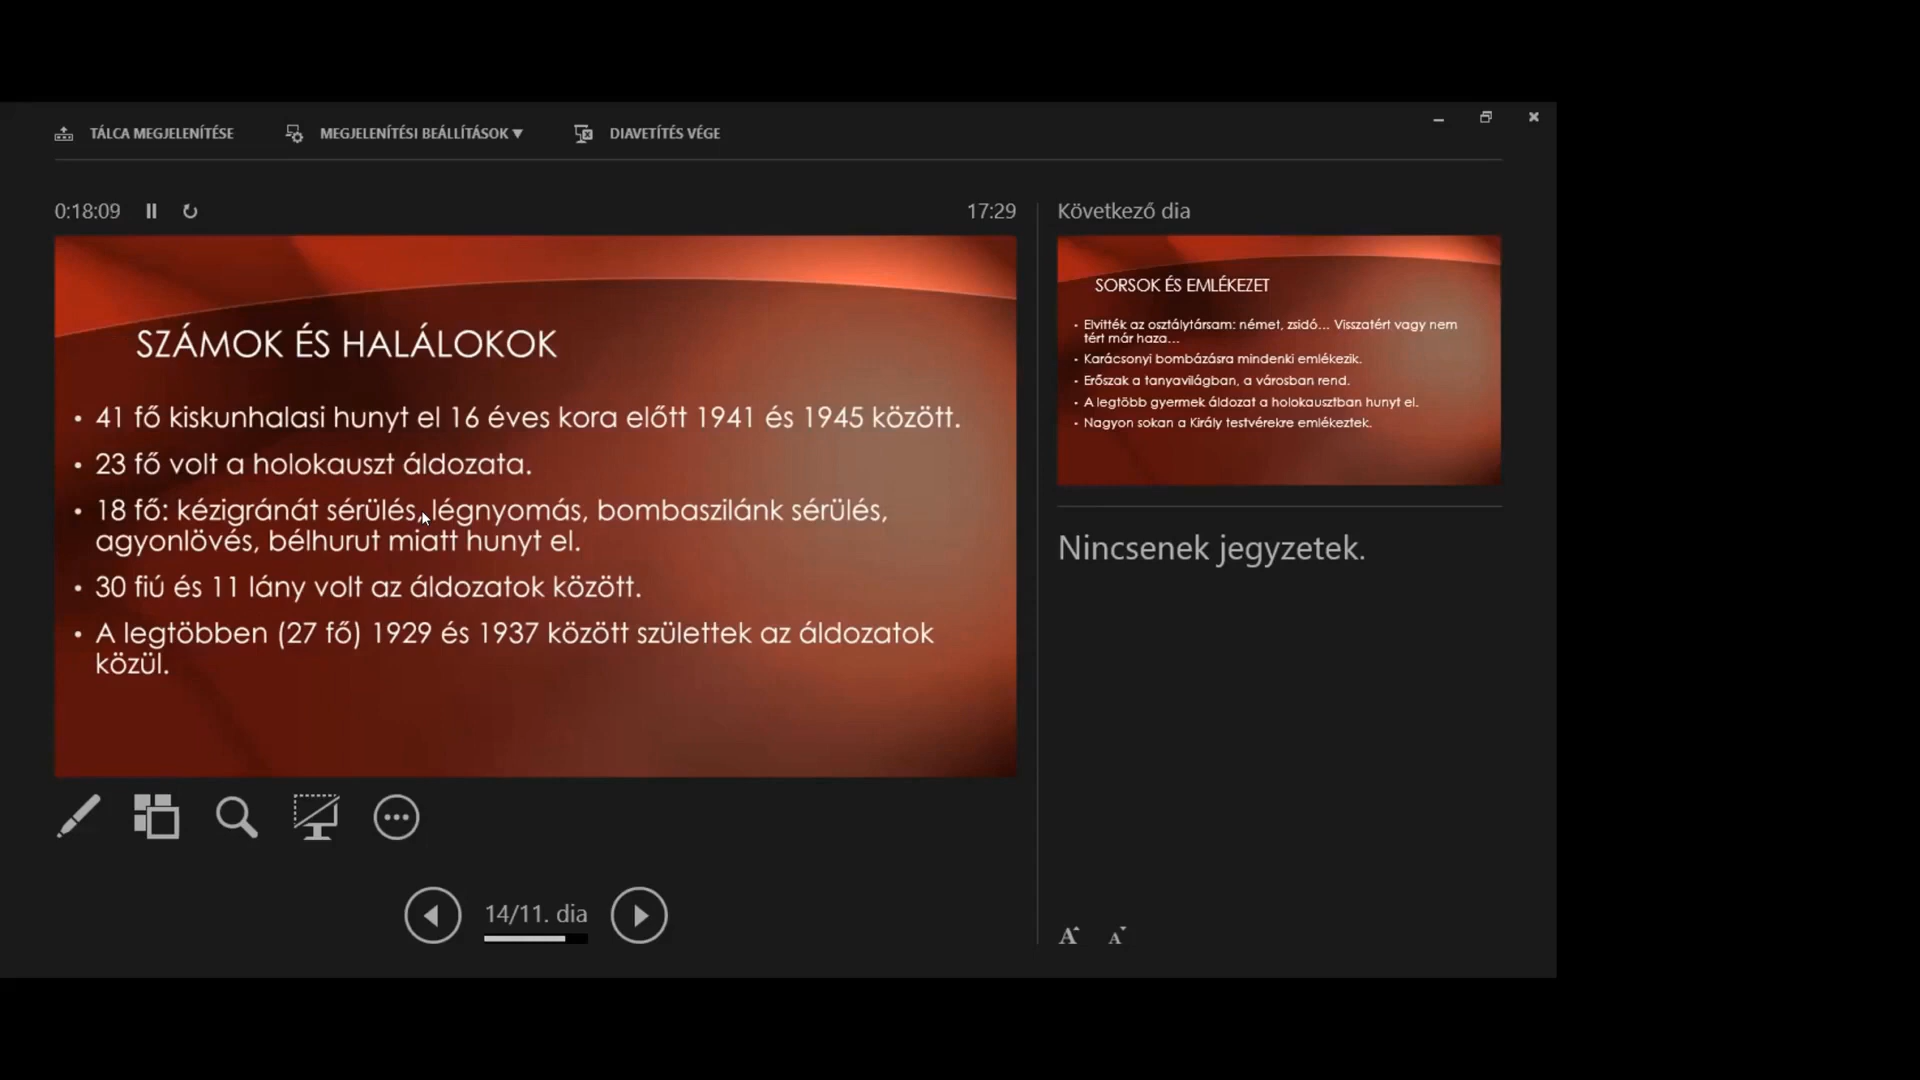 TÁLCA MEGJELENÍTÉSE
MEGJELENÍTÉSI BEÁLLÍTÁSOK ▼
DIAVETÍTÉS VÉGE
0:18:09
17:29
SZÁMOK ÉS HALÁLOKOK
• 41 fő kiskunhalasi hunyt el 16 éves kora előtt 1941 és 1945 között.
• 23 fő volt a holokauszt áldozata.
• 18 fő: kézigránát sérülés, légnyomás, bombaszilánk sérülés,
agyonlövés, bélhurut miatt hunyt el.
• 30 fiú és 11 lány volt az áldozatok között.
• A legtöbben (27 fő) 1929 és 1937 között születtek az áldozatok
közül.
14/11. dia
Következő dia
SORSOK ÉS EMLÉKEZET
• Elvitték az osztálytársam: német, zsidó... Visszatért vagy nem
tért már haza...
• Karácsonyi bombázásra mindenki emlékezik.
• Erőszak a tanyavilágban, a városban rend.
• A legtöbb gyermek áldozat a holokausztban hunyt el.
• Nagyon sokan a Király testvérekre emlékeztek.
Nincsenek jegyzetek.
A A